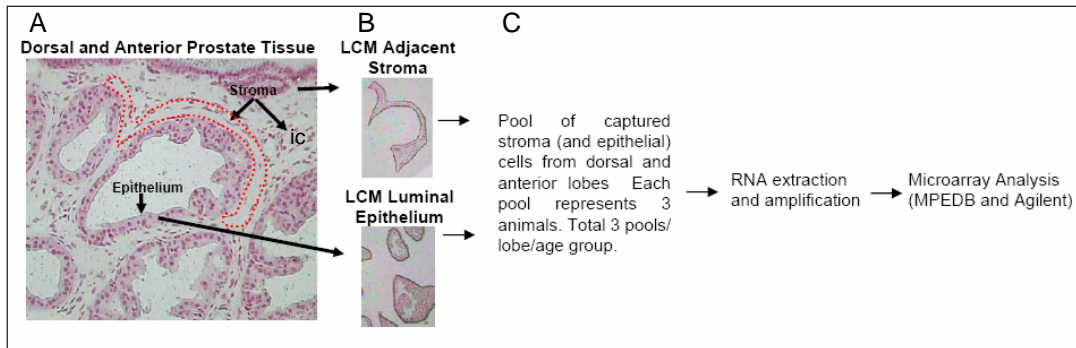 A
B
C
Dorsal and Anterior Prostate Tissue
LCM Adjacent
Stroma
Stroma
ic
Epithelium
LCM Luminal
Epithelium
Pool of captured
stroma (and epithelial)
cells from dorsal and
anterior lobes Each
pool represents 3
animals. Total 3 pools/
lobe/age group.
RNA extraction
and amplification
Microarray Analysis
(MPEDB and Agilent)